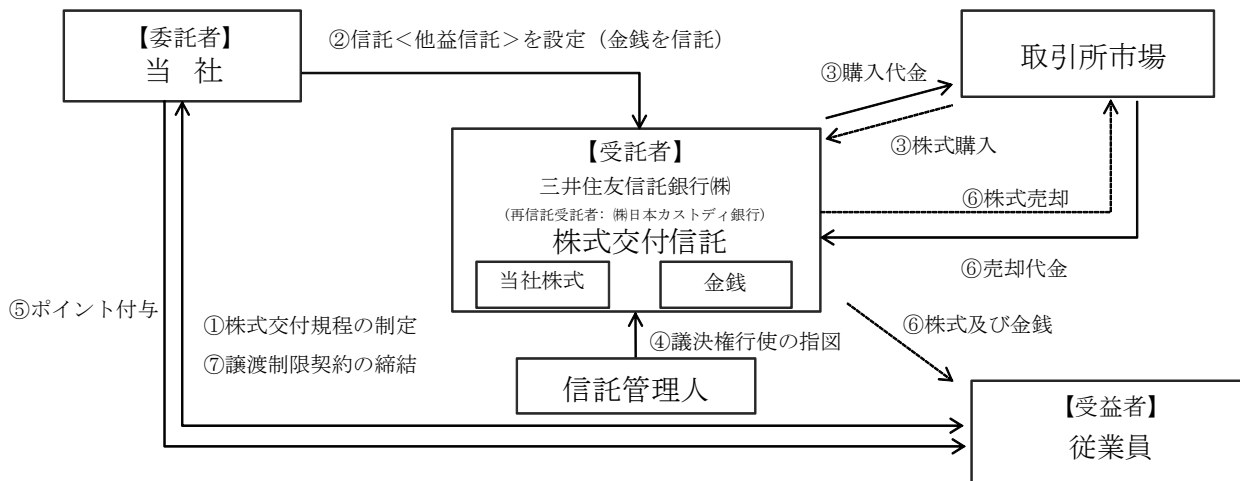 【委託者】
当 社
②信託＜他益信託＞を設定（金銭を信託）
取引所市場
③購入代金
③株式購入
【受託者】
三井住友信託銀行㈱
(再信託受託者: ㈱日本カストディ銀行)
株式交付信託
当社株式
金銭
⑥株式売却
⑥売却代金
⑤ポイント付与
①株式交付規程の制定
⑦譲渡制限契約の締結
④議決権行使の指図
⑥株式及び金銭
信託管理人
【受益者】
従業員